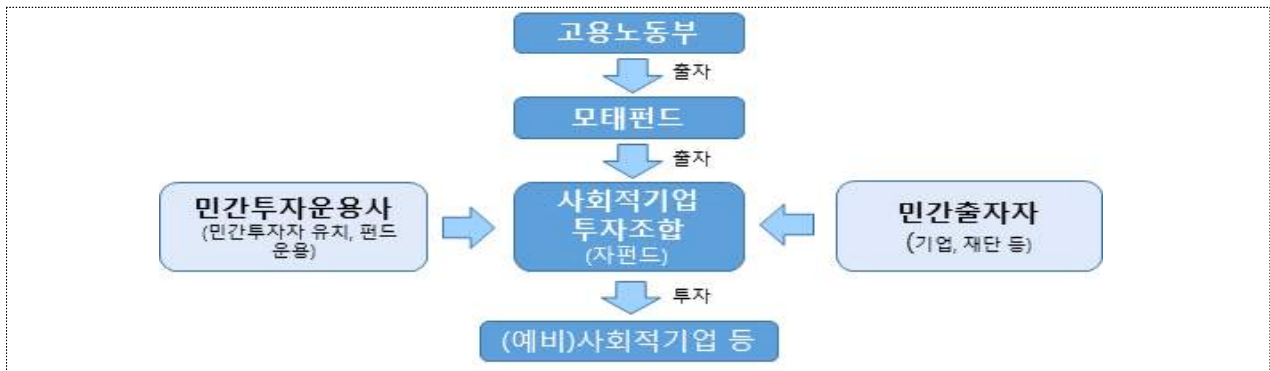 고용노동부
출자
모태펀드
출자
민간투자운용사
(민간투자자 유치, 펀드
운용)
사회적기업
투자조합
(자펀드)
민간출자자
(기업, 재단 등)
투자
(예비)사회적기업 등